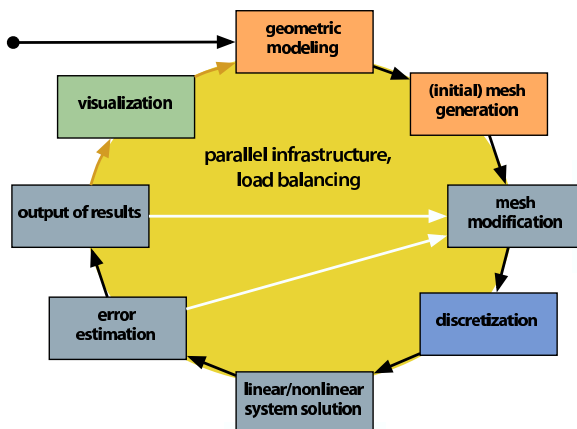 geometric
modeling
(initial) mesh
generation
visualization
parallel infrastructure,
load balancing
output of results
mesh
modification
error
estimation
discretization
linear/nonlinear
system solution